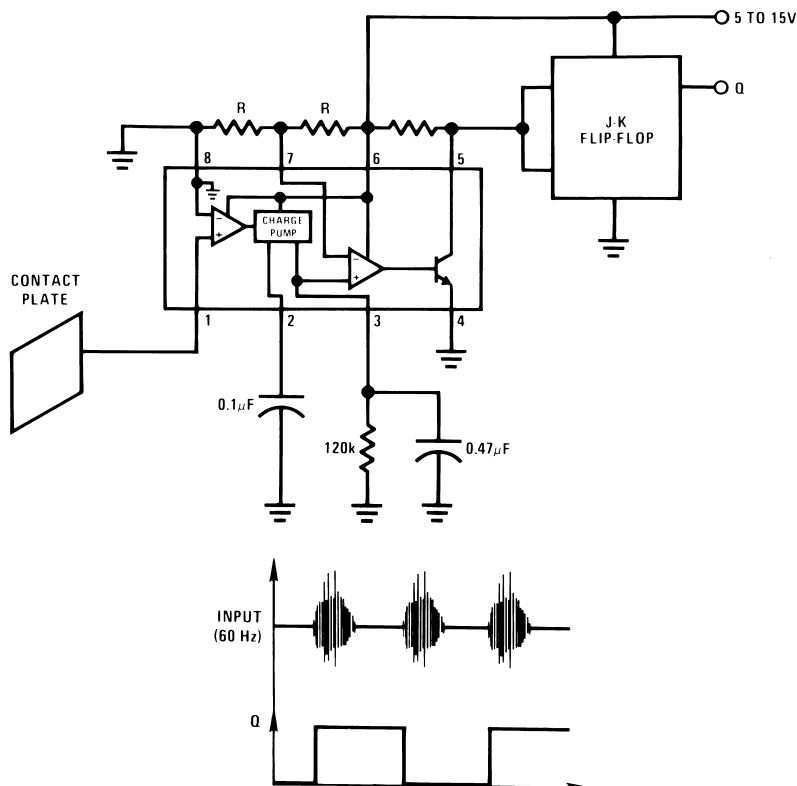 5 TO 15V
R
R
Q
J-K
FLIP-FLOP
8
7
6
5
CHARGE
PUMP
−
+
−
+
CONTACT
PLATE
1
2
3
4
0.1μF
120k
0.47μF
INPUT
(60 Hz)
Q